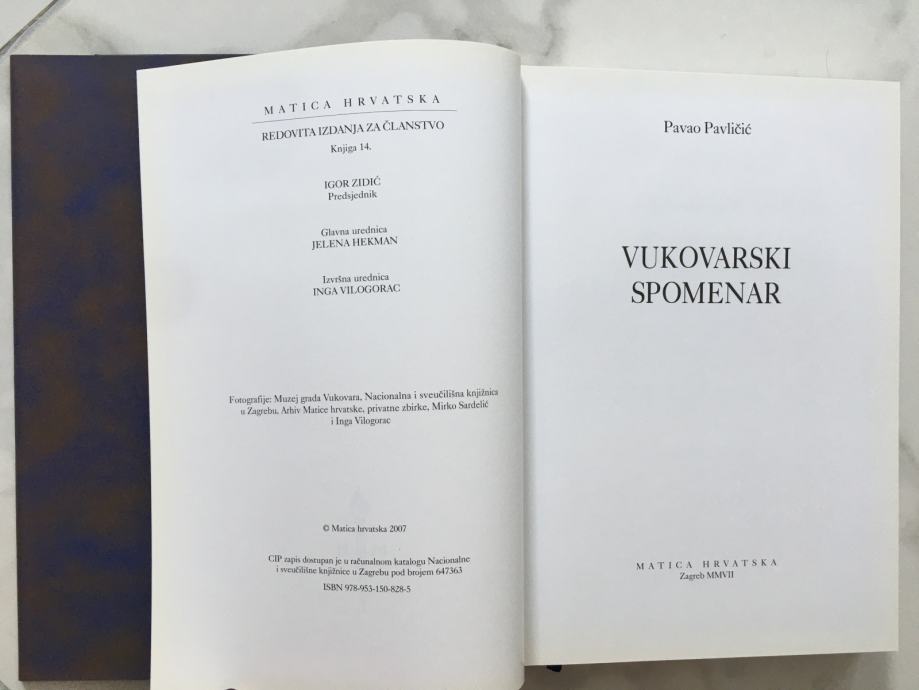 MATICA HRVATSKA
REDOVITA IZDANJA ZA ČLANSTVO
Knjiga 14.
IGOR ZIDIĆ
Predsjednik
Glavna urednica
JELENA HEKMAN
Izvršna urednica
INGA VILOGORAC
Fotografije: Muzej grada Vukovara, Nacionalna i sveučilišna knjižnica
u Zagrebu, Arhiv Matice hrvatske, privatne zbirke, Mirko Sardelić
i Inga Vilogorac
© Matica hrvatska 2007
CIP zapis dostupan je u računalnom katalogu Nacionalne
i sveučilišne knjižnice u Zagrebu pod brojem 647363
ISBN 978-953-150-828-5
Pavao Pavličić
VUKOVARSKI
SPOMENAR
MATICA HRVATSKA
Zagreb MMVII